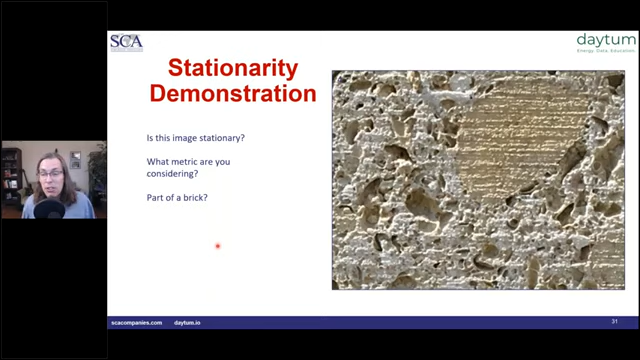 SCA
daytum
Energy. Data. Education.
Stationarity
Demonstration
Is this image stationary?
What metric are you
considering?
Part of a brick?
scacompanies.com daytum.io
31